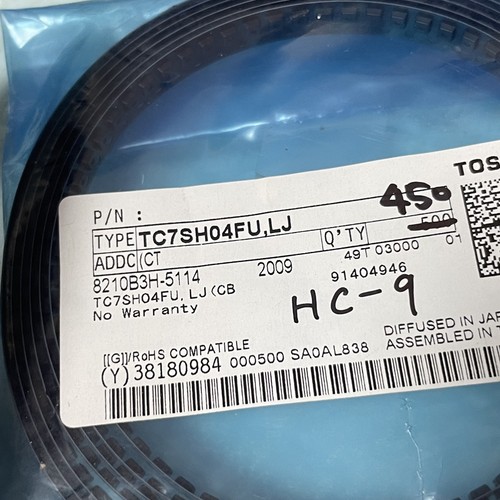 TOS
P/N :
450
TYPE TC7SH04FU,LJ Q'TY 500
ADDC (CT 49T 03000 01
8210B3H-5114 2009 91404946
TC7SH04FU, LJ(CB
No Warranty
HC-9
[[G]]/RoHS COMPATIBLE DIFFUSED IN JAP
(Y)38180984 000500 SA0AL838 ASSEMBLED IN